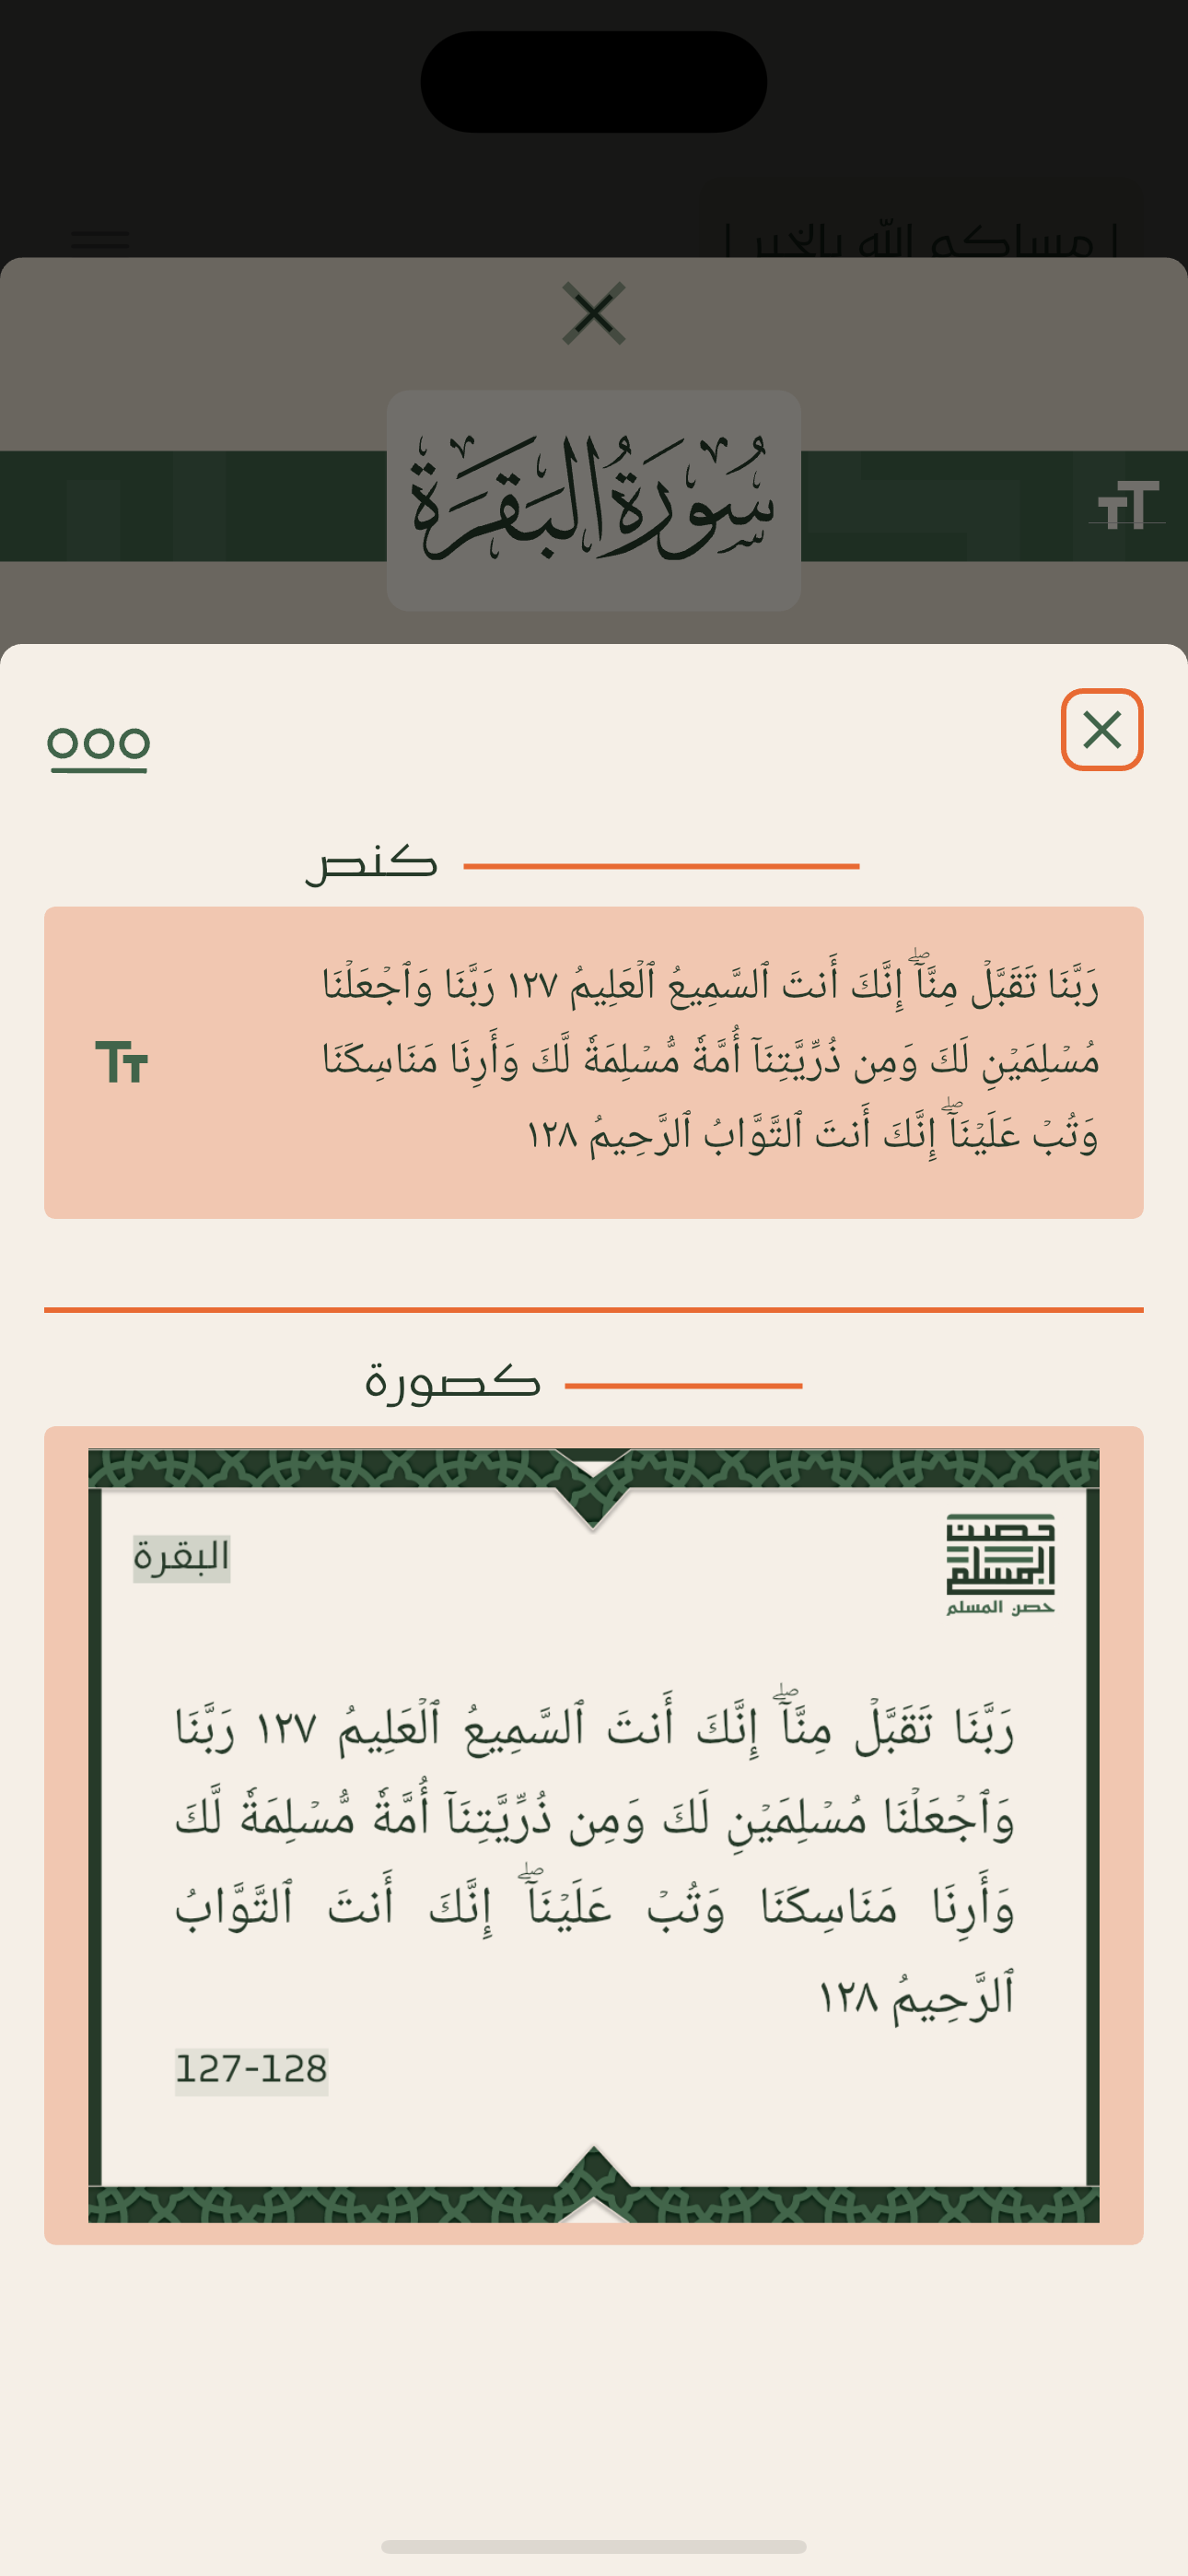 | مساكم الله بالخير |
سُورَةُ البَقَرَةِ
TT
كنص
رَبَّنَا تَقَبَّلۡ مِنَّآۖ إِنَّكَ أَنتَ ٱلسَّمِيعُ ٱلۡعَلِيمُ ١٢٧ رَبَّنَا وَٱجۡعَلۡنَا
مُسۡلِمَيۡنِ لَكَ وَمِن ذُرِّيَّتِنَآ أُمَّةٗ مُّسۡلِمَةٗ لَّكَ وَأَرِنَا مَنَاسِكَنَا
وَتُبۡ عَلَيۡنَآۖ إِنَّكَ أَنتَ ٱلتَّوَّابُ ٱلرَّحِيمُ ١٢٨
TT
كصورة
حصن المسلم
حصن المسلم
البقرة
رَبَّنَا تَقَبَّلۡ مِنَّآۖ إِنَّكَ أَنتَ ٱلسَّمِيعُ ٱلۡعَلِيمُ ١٢٧ رَبَّنَا
وَٱجۡعَلۡنَا مُسۡلِمَيۡنِ لَكَ وَمِن ذُرِّيَّتِنَآ أُمَّةٗ مُّسۡلِمَةٗ لَّكَ
وَأَرِنَا مَنَاسِكَنَا وَتُبۡ عَلَيۡنَآۖ إِنَّكَ أَنتَ ٱلتَّوَّابُ
ٱلرَّحِيمُ ١٢٨
127-128